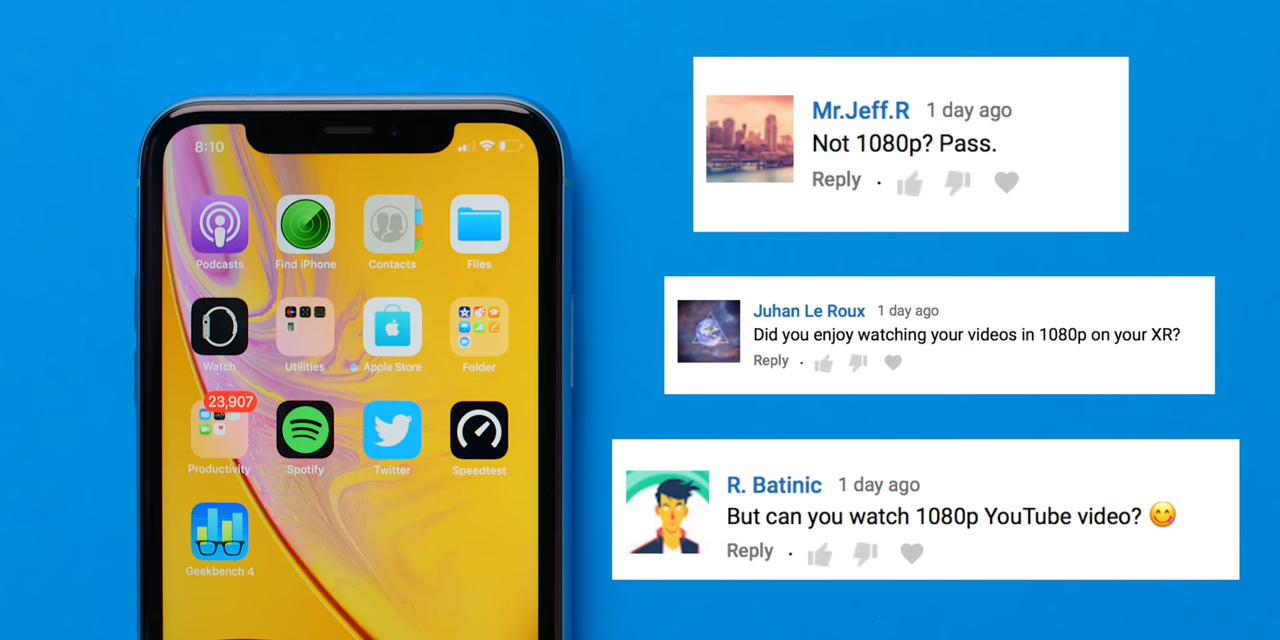 8:10
Podcasts
Find iPhone
Contacts
Files
Watch
Utilities
Apple Store
Folder
23,907
Productivity
Spotify
Twitter
Speedtest
Geekbench 4
Mr.Jeff.R 1 day ago
Not 1080p? Pass.
Reply
Juhan Le Roux 1 day ago
Did you enjoy watching your videos in 1080p on your XR?
Reply
R. Batinic 1 day ago
But can you watch 1080p YouTube video? 😋
Reply